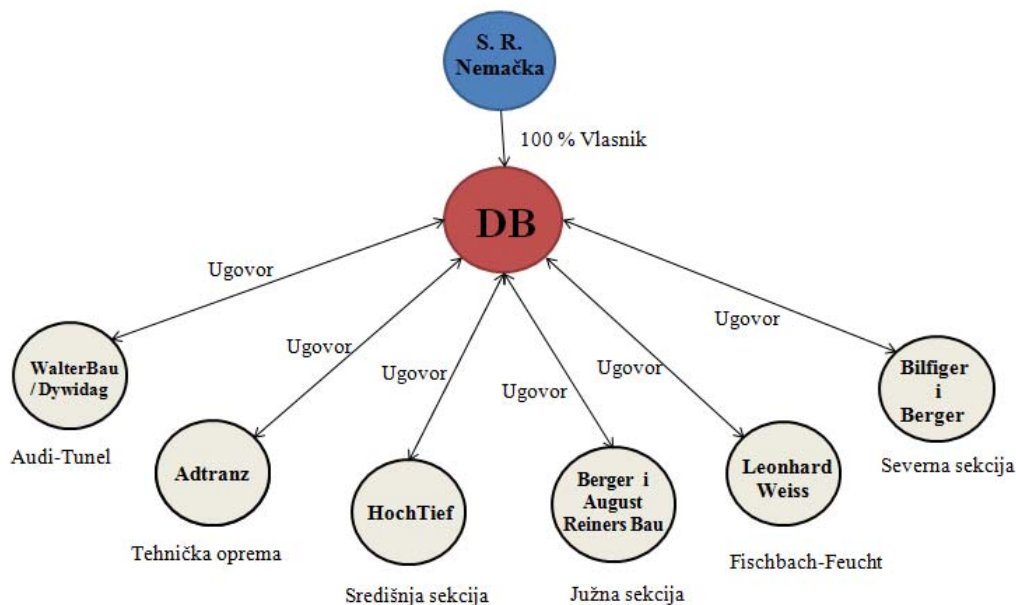 S. R.
Nemačka
100 % Vlasnik
DB
Ugovor
Ugovor
Ugovor
Ugovor
Ugovor
Ugovor
WalterBau
/ Dywidag
Audi-Tunel
Adtranz
Tehnička oprema
HochTief
Središnja sekcija
Berger i
August
Reiners Bau
Južna sekcija
Leonhard
Weiss
Fischbach-Feucht
Bilfiger
i
Berger
Severna sekcija